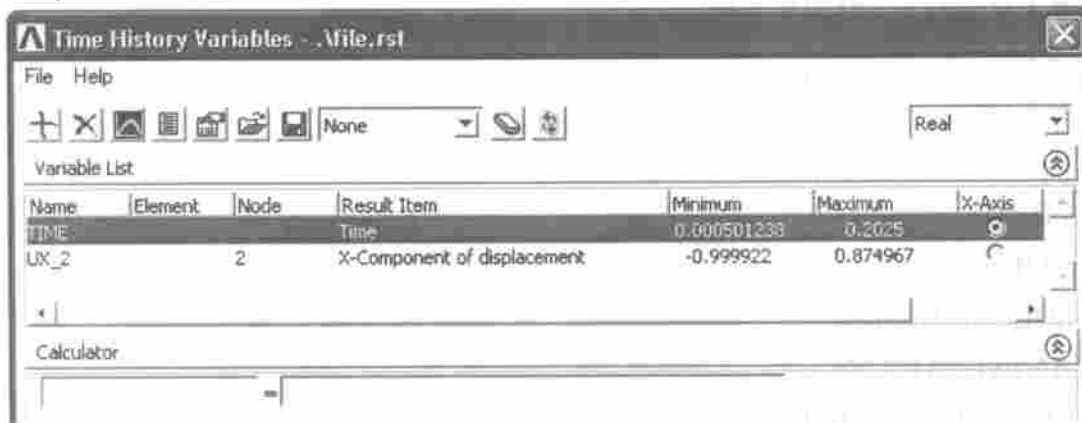 Time History Variables - .\file.rst
File Help
None Real
Variable List
Name Element Node Result Item Minimum Maximum X-Axis
TIME Time 0.000501238 0.2025
UX_2 2 X-Component of displacement -0.999922 0.874967
Calculator
=